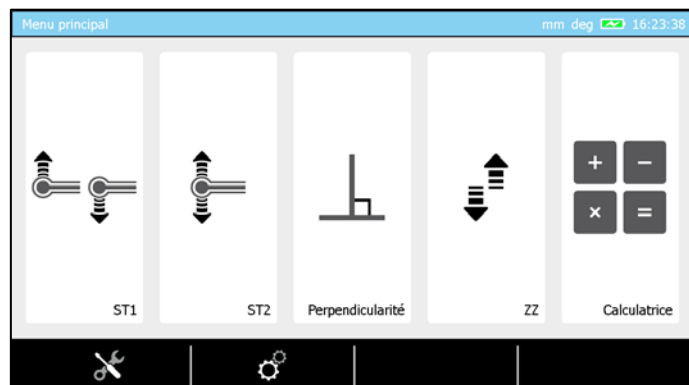 Menu principal
mm deg 16:23:38
ST1
ST2
Perpendicularité
ZZ
Calculatrice